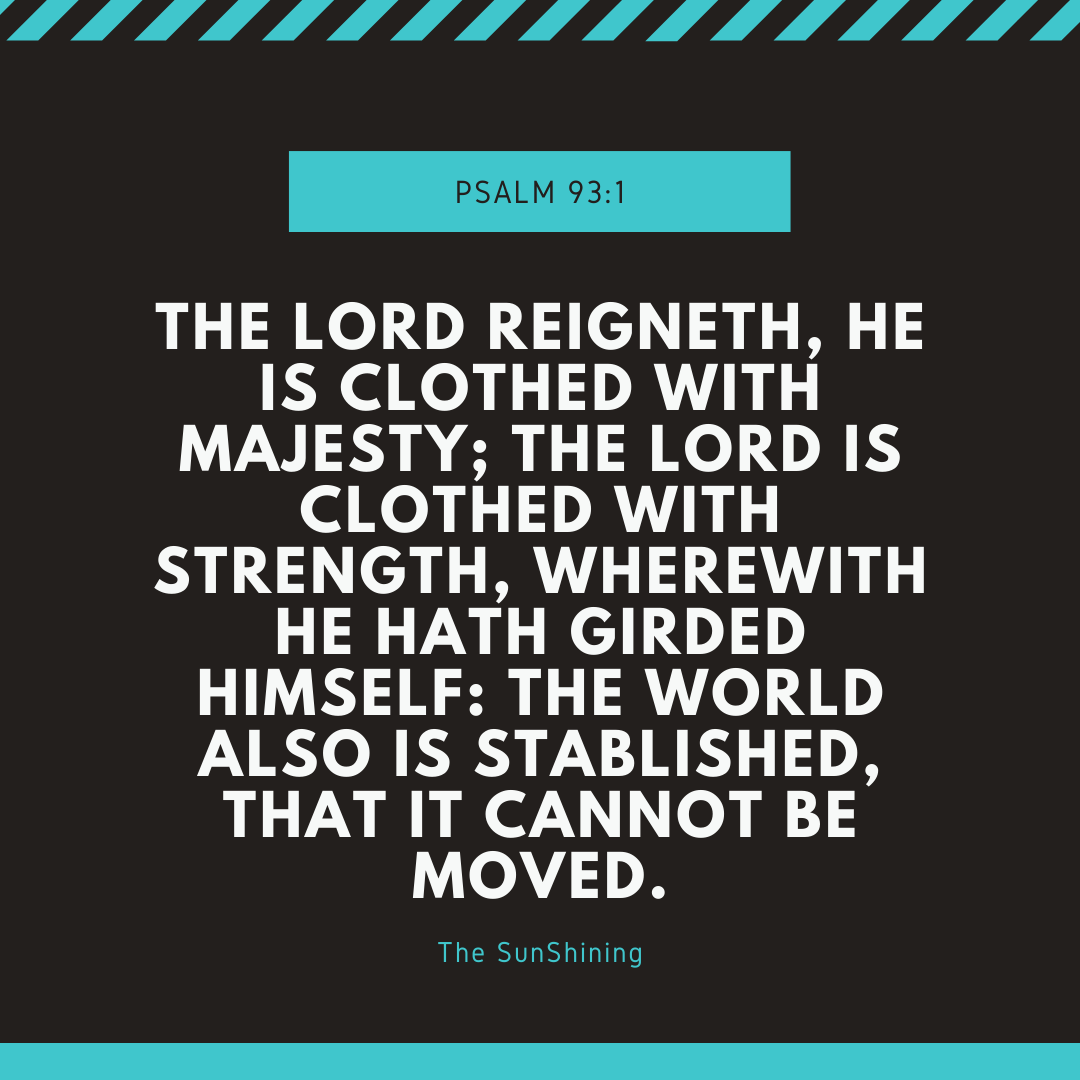 PSALM 93:1
THE LORD REIGNETH, HE
IS CLOTHED WITH
MAJESTY; THE LORD IS
CLOTHED WITH
STRENGTH, WHEREWITH
HE HATH GIRDED
HIMSELF: THE WORLD
ALSO IS STABLISHED,
THAT IT CANNOT BE
MOVED.
The SunShining